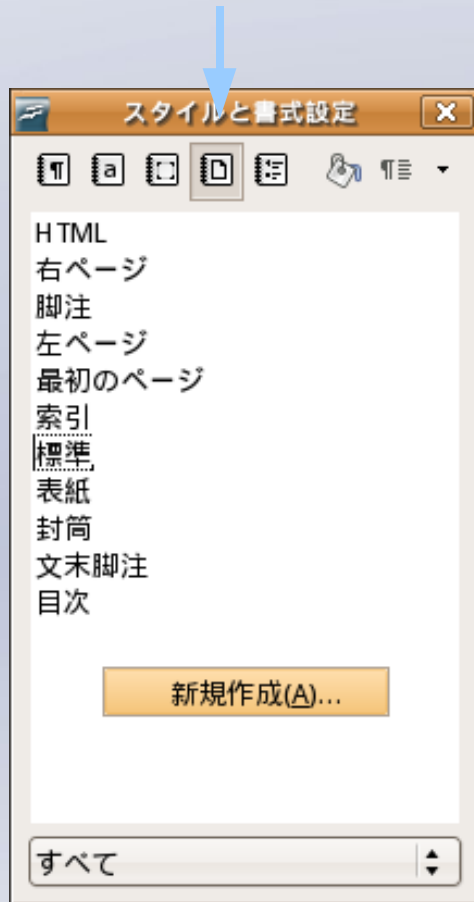 スタイルと書式設定
HTML
右ページ
脚注
左ページ
最初のページ
索引
標準
表紙
封筒
文末脚注
目次
新規作成(A)...
すべて